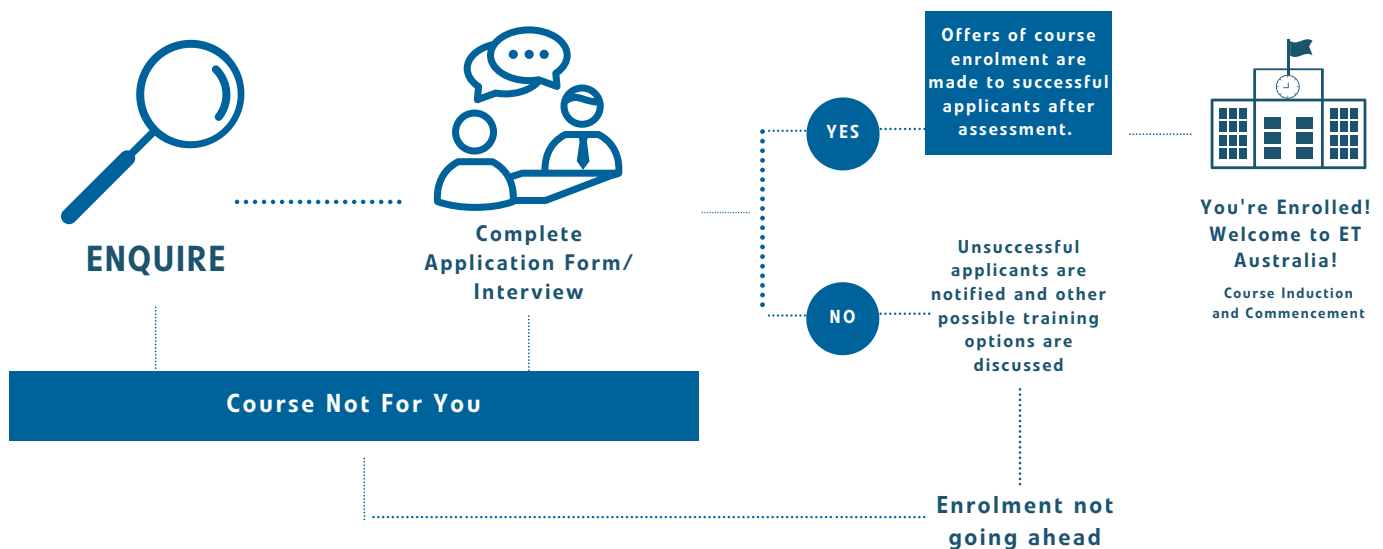 ENQUIRE
Complete
Application Form/
Interview
YES
Offers of course
enrolment are
made to successful
applicants after
assessment.
You're Enrolled!
Welcome to ET
Australia!
Course Induction
and Commencement
NO
Unsuccessful
applicants are
notified and other
possible training
options are
discussed
Course Not For You
Enrolment not
going ahead